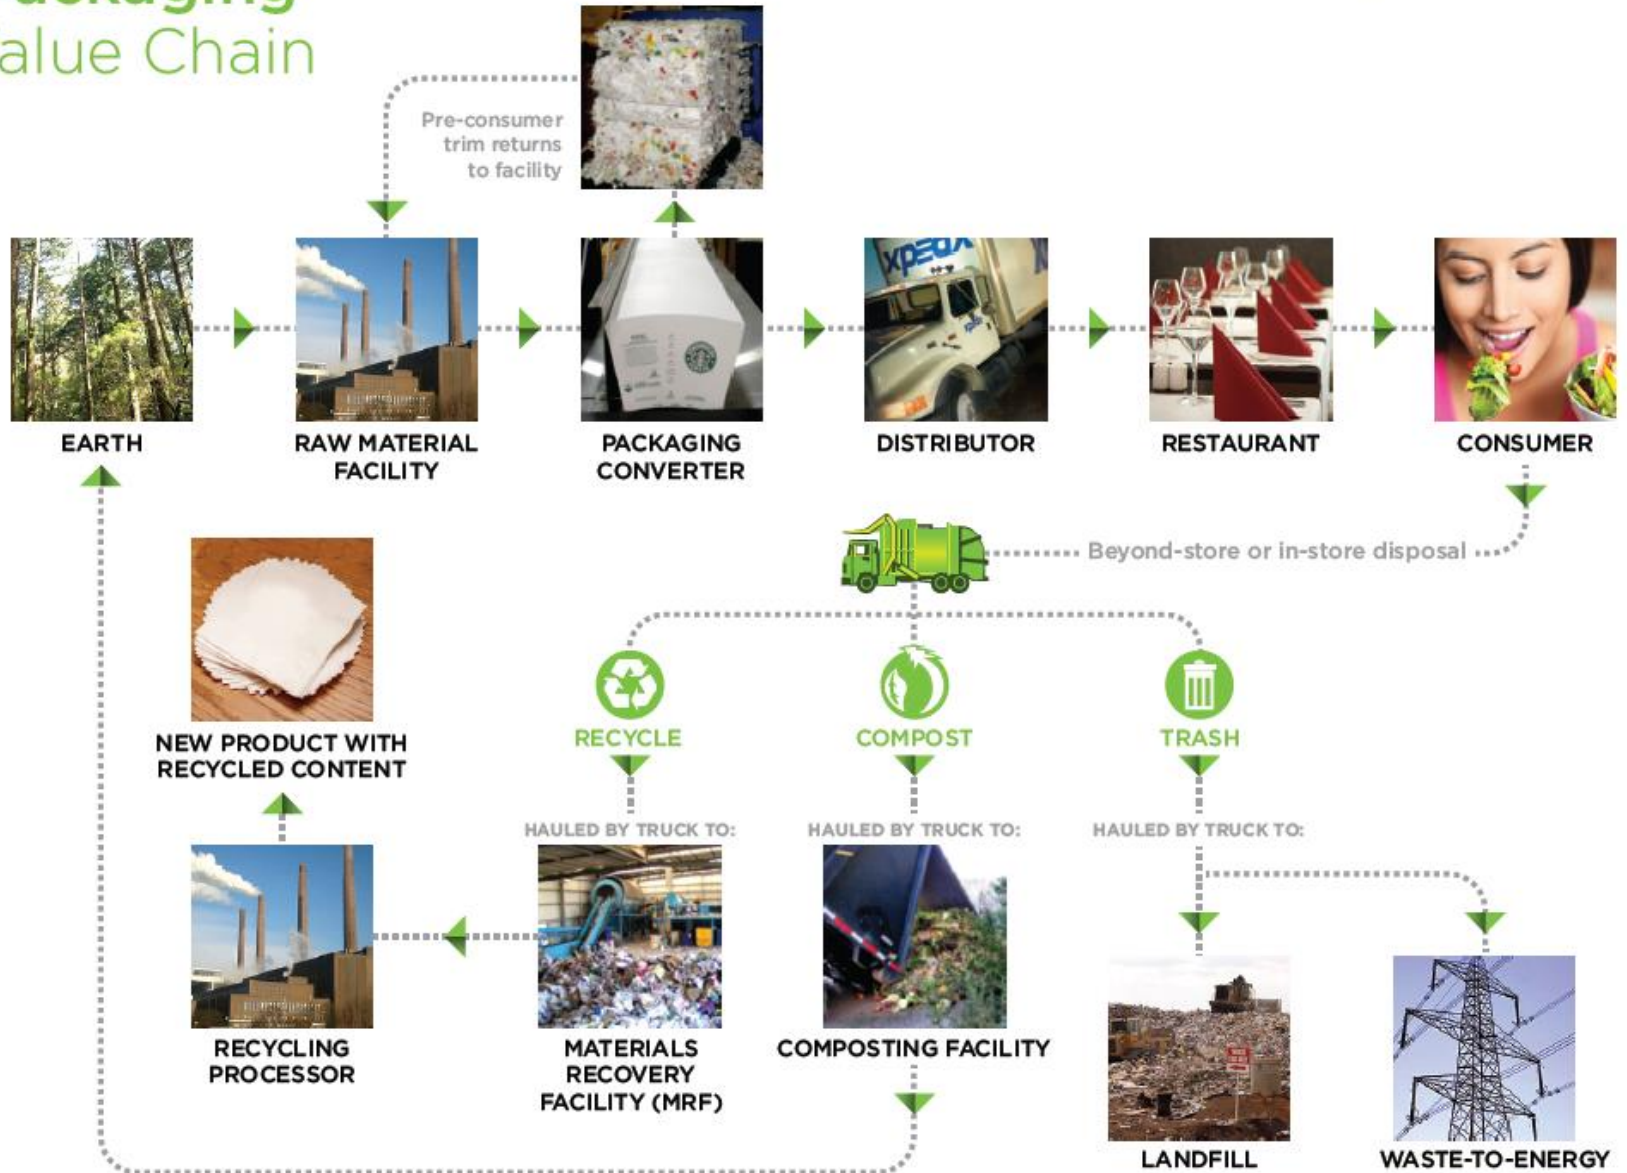 alue Chain
Pre-consumer
trim returns
to facility
EARTH
RAW MATERIAL
FACILITY
PACKAGING
CONVERTER
xpedx
DISTRIBUTOR
RESTAURANT
CONSUMER
Beyond-store or in-store disposal
NEW PRODUCT WITH
RECYCLED CONTENT
RECYCLE
COMPOST
TRASH
HAULED BY TRUCK TO:
HAULED BY TRUCK TO:
HAULED BY TRUCK TO:
RECYCLING
PROCESSOR
MATERIALS
RECOVERY
FACILITY (MRF)
COMPOSTING FACILITY
LANDFILL
WASTE-TO-ENERGY